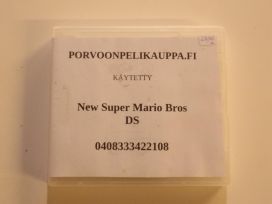 PORVOONPELIKAUPPA.FI
KÄYTETTY
New Super Mario Bros
DS
0408333422108